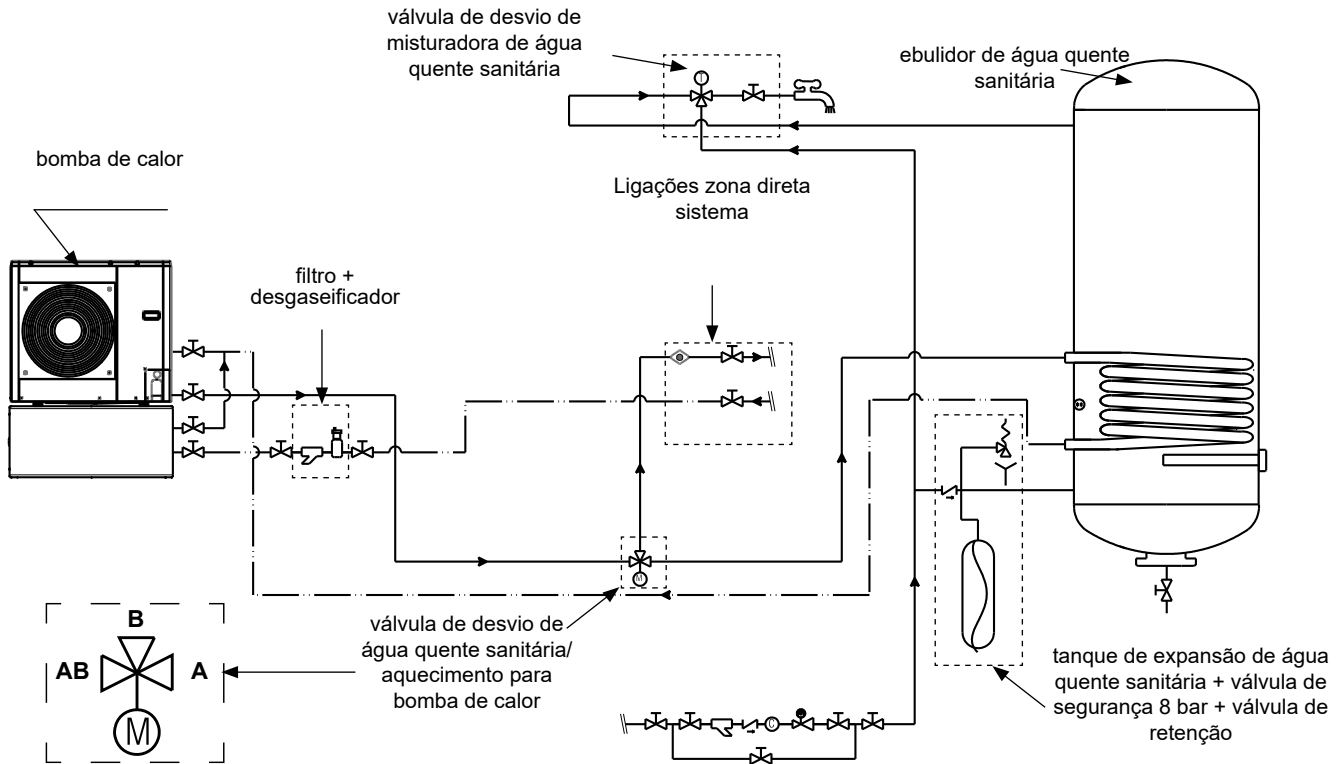 válvula de desvio de
misturadora de água
quente sanitária
T
ebulidor de água quente
sanitária
bomba de calor
Ligações zona direta
sistema
filtro +
desgaseificador
M
B
AB
A
M
válvula de desvio de
água quente sanitária/
aquecimento para
bomba de calor
C
tanque de expansão de água
quente sanitária + válvula de
segurança 8 bar + válvula de
retenção